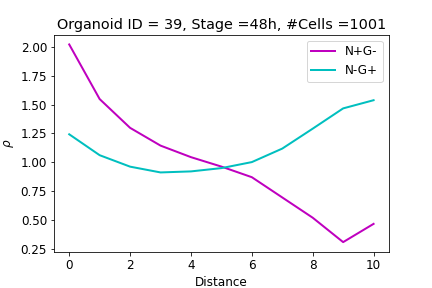 Organoid ID = 39, Stage =48h, #Cells =1001
N+G-
N-G+
2.00
1.75
1.50
1.25
1.00
0.75
0.50
0.25
ρ
0 2 4 6 8 10
Distance